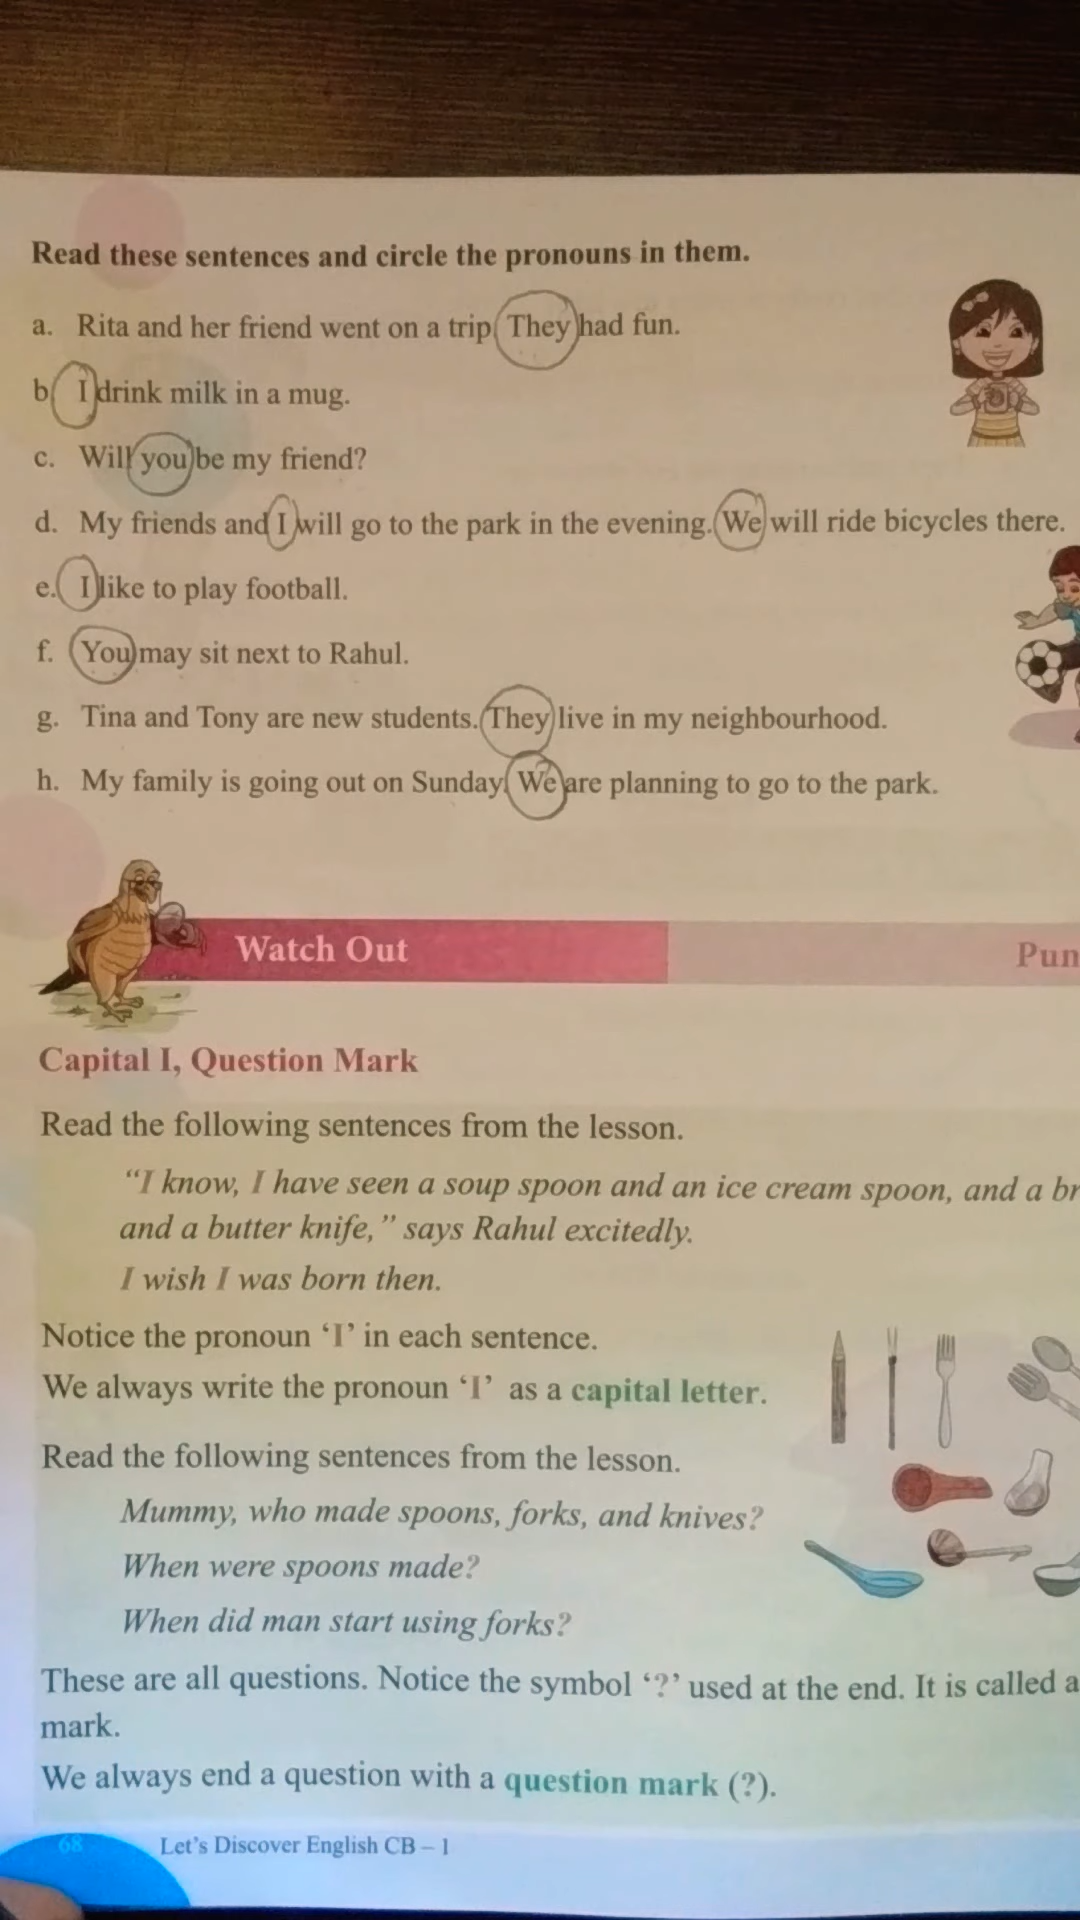 Read these sentences and circle the pronouns in them.
a. Rita and her friend went on a trip. They had fun.
b. I drink milk in a mug.
c. Will you be my friend?
d. My friends and I will go to the park in the evening. We will ride bicycles there.
e. I like to play football.
f. You may sit next to Rahul.
g. Tina and Tony are new students. They live in my neighbourhood.
h. My family is going out on Sunday. We are planning to go to the park.
Watch Out
Pun
Capital I, Question Mark
Read the following sentences from the lesson.
“I know, I have seen a soup spoon and an ice cream spoon, and a br
and a butter knife,” says Rahul excitedly.
I wish I was born then.
Notice the pronoun ‘I’ in each sentence.
We always write the pronoun ‘I’ as a capital letter.
Read the following sentences from the lesson.
Mummy, who made spoons, forks, and knives?
When were spoons made?
When did man start using forks?
These are all questions. Notice the symbol ‘?’ used at the end. It is called a
mark.
We always end a question with a question mark (?).
68 Let’s Discover English CB – 1